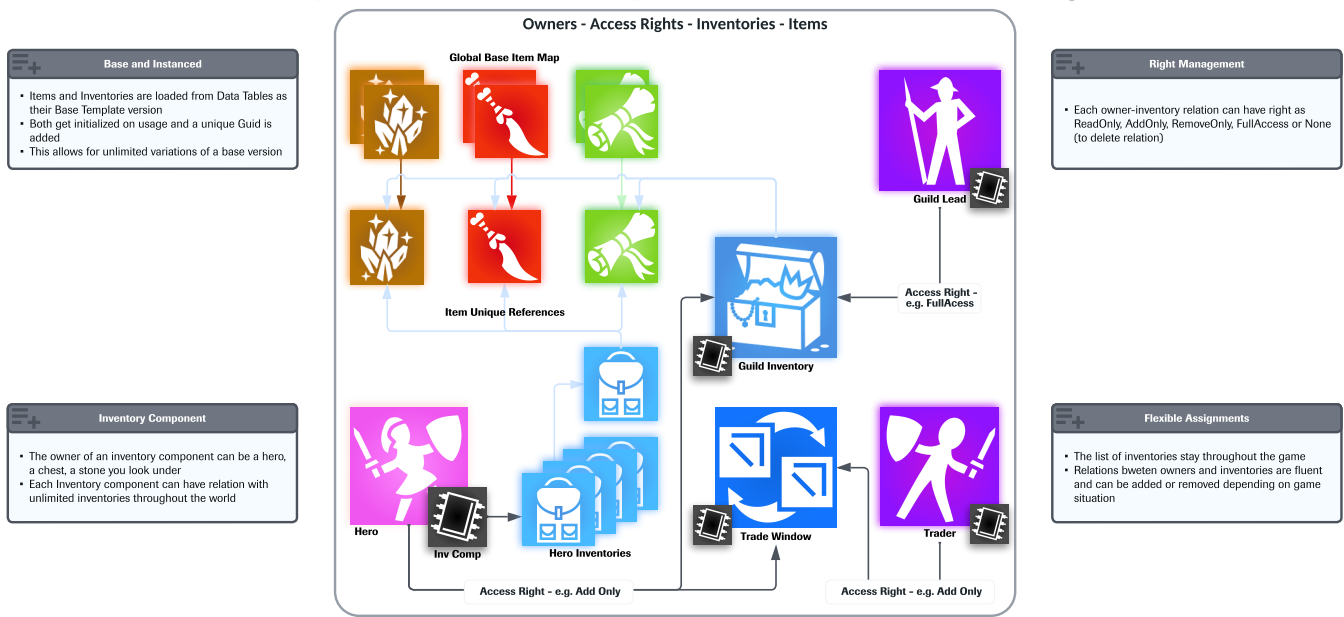 Owners - Access Rights - Inventories - Items
Base and Instanced
Items and Inventories are loaded from Data Tables as
their Base Template version
Both get initialized on usage and a unique Guid is
added
This allows for unlimited variations of a base version
Global Base Item Map
Right Management
Each owner-inventory relation can have right as
ReadOnly, AddOnly, RemoveOnly, FullAccess or None
(to delete relation)
Guild Lead
Access Right -
e.g. FullAcess
Item Unique References
Guild Inventory
Inventory Component
The owner of an inventory component can be a hero,
a chest, a stone you look under
Each Inventory component can have relation with
unlimited inventories throughout the world
Hero
Inv Comp
Hero Inventories
Trade Window
Trader
Flexible Assignments
The list of inventories stay throughout the game
Relations bweten owners and inventories are fluent
and can be added or removed depending on game
situation
Access Right - e.g. Add Only
Access Right - e.g. Add Only